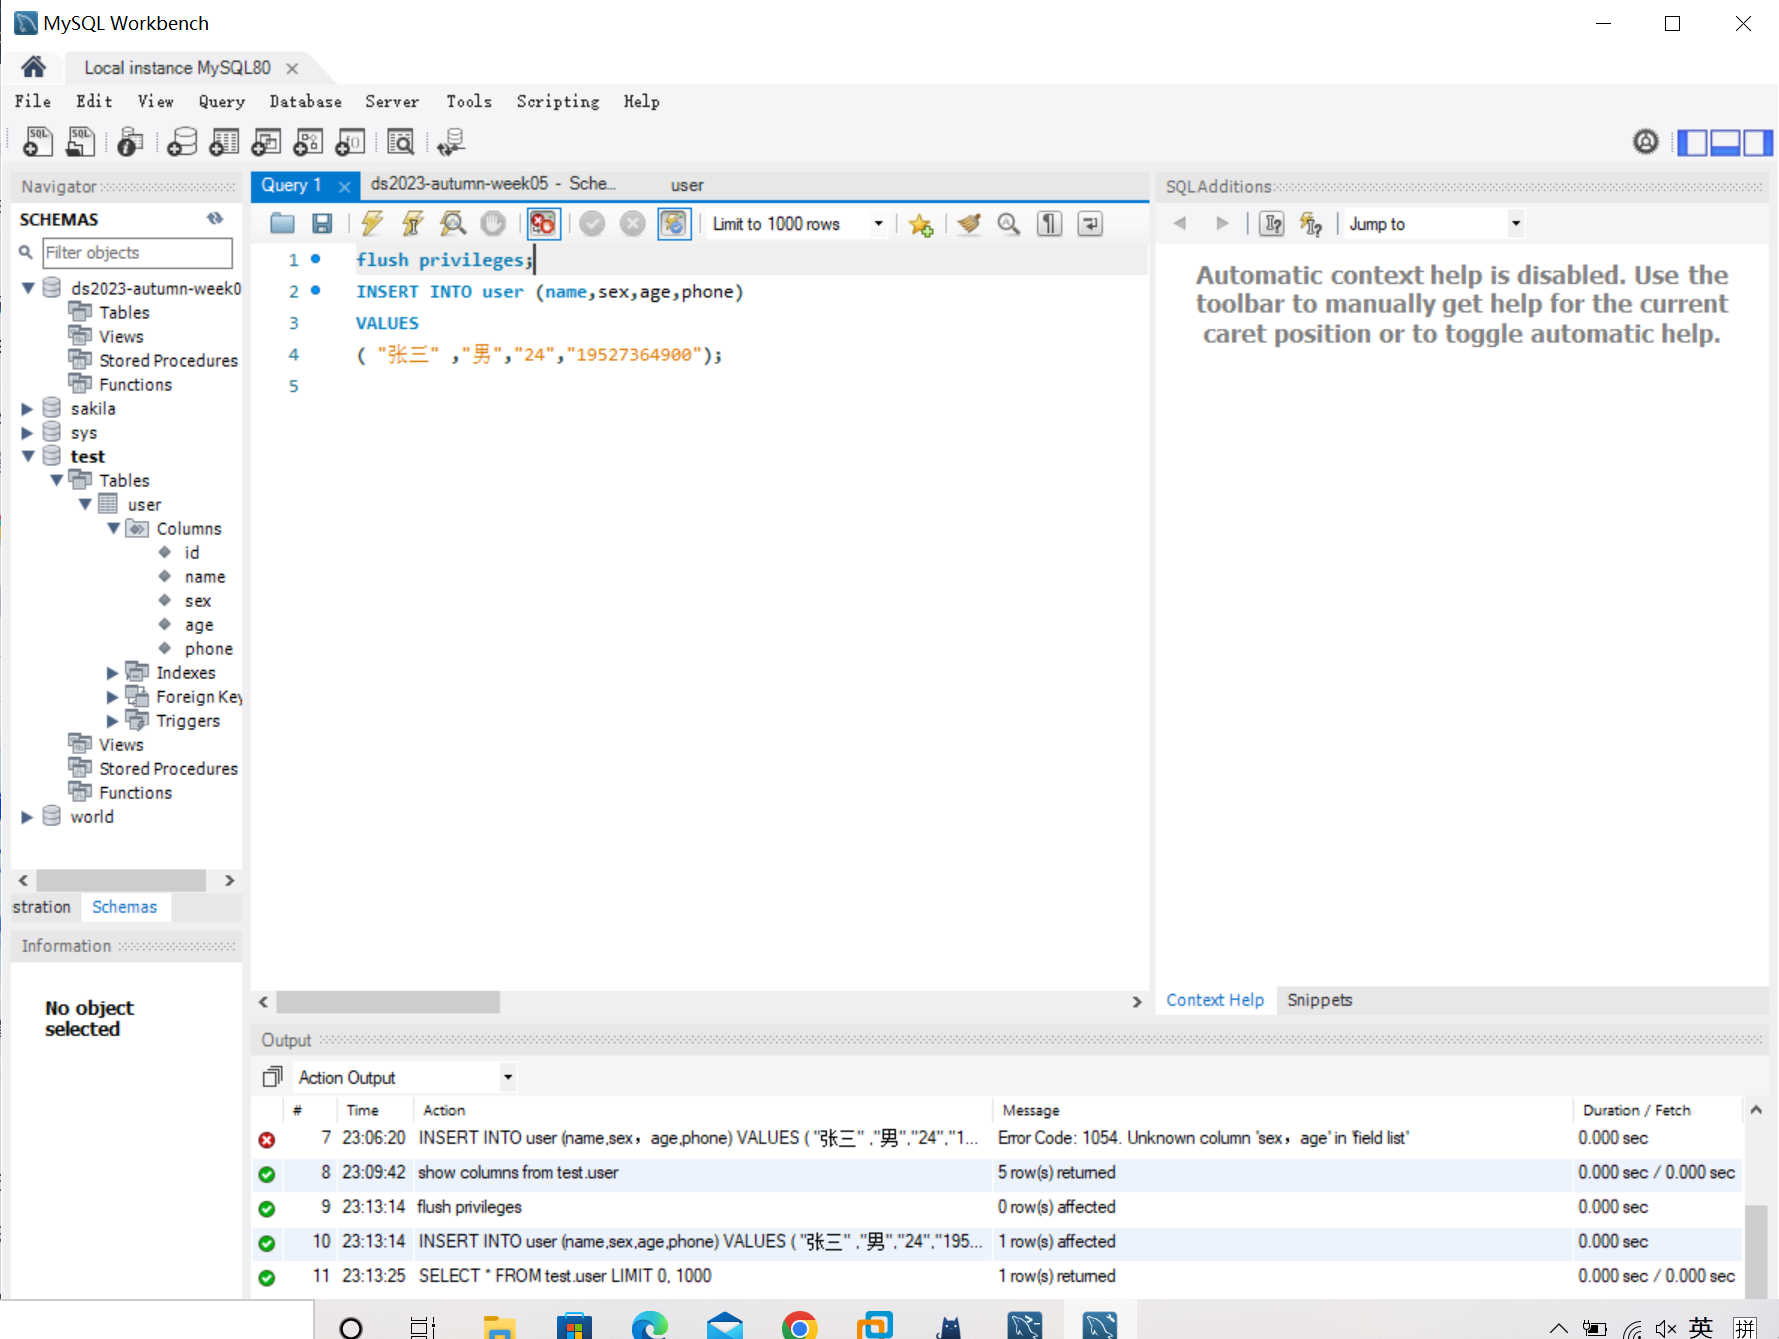 MySQL Workbench
Local instance MySQL80
File Edit View Query Database Server Tools Scripting Help
Navigator
SCHEMAS
Filter objects
ds2023-autumn-week0
Tables
Views
Stored Procedures
Functions
sakila
sys
test
Tables
user
Columns
id
name
sex
age
phone
Indexes
Foreign Key
Triggers
Views
Stored Procedures
Functions
world
stration Schemas
Information
No object
selected
Query 1 ds2023-autumn-week05 - Sche... user
Limit to 1000 rows
1 flush privileges;
2 INSERT INTO user (name,sex,age,phone)
3 VALUES
4 ( "张三" ,"男","24","19527364900");
5
SQLAdditions
Jump to
Automatic context help is disabled. Use the
toolbar to manually get help for the current
caret position or to toggle automatic help.
Context Help Snippets
Output
Action Output
# Time Action Message Duration / Fetch
7 23:06:20 INSERT INTO user (name,sex，age,phone) VALUES ( "张三" ,"男","24","1... Error Code: 1054. Unknown column 'sex，age' in 'field list' 0.000 sec
8 23:09:42 show columns from test.user 5 row(s) returned 0.000 sec / 0.000 sec
9 23:13:14 flush privileges 0 row(s) affected 0.000 sec
10 23:13:14 INSERT INTO user (name,sex,age,phone) VALUES ( "张三" ,"男","24","195... 1 row(s) affected 0.000 sec
11 23:13:25 SELECT * FROM test.user LIMIT 0, 1000 1 row(s) returned 0.000 sec / 0.000 sec
英 拼